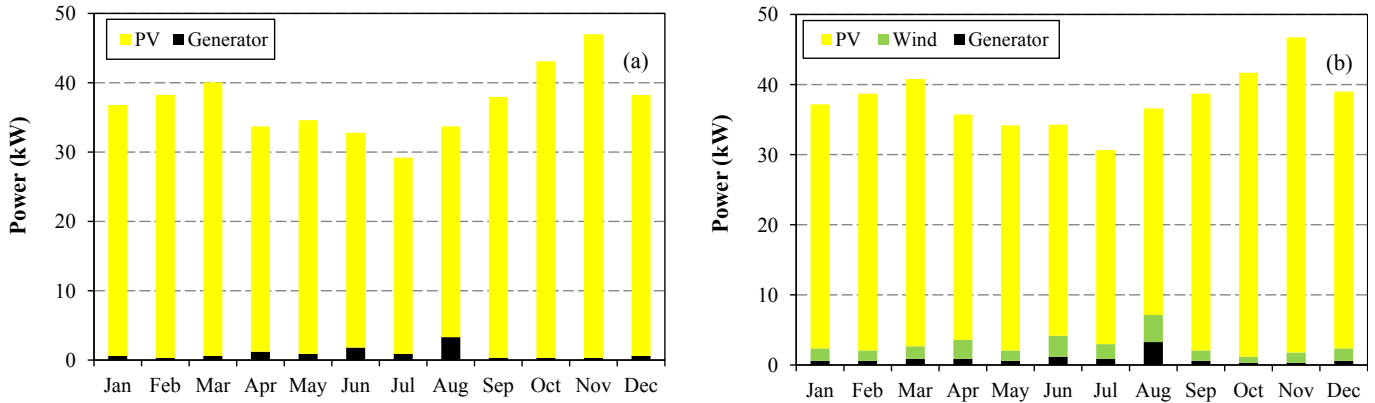 50
40
30
20
10
0
Power (kW)
PV Generator
(a)
Jan Feb Mar Apr May Jun Jul Aug Sep Oct Nov Dec
50
40
30
20
10
0
Power (kW)
PV Wind Generator
(b)
Jan Feb Mar Apr May Jun Jul Aug Sep Oct Nov Dec